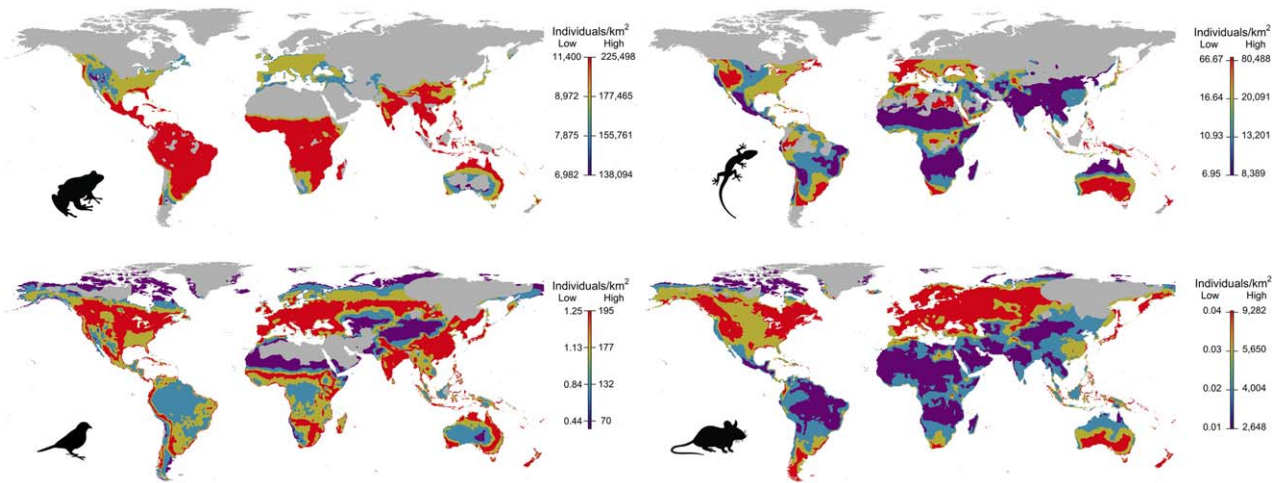 Individuals/km²
Low High
11,400 225,498
8,972 177,465
7,875 155,761
6,982 138,094
Individuals/km²
Low High
66.67 80,488
16.64 20,091
10.93 13,201
6.95 8,389
Individuals/km²
Low High
1.25 195
1.13 177
0.84 132
0.44 70
Individuals/km²
Low High
0.04 9,282
0.03 5,650
0.02 4,004
0.01 2,648